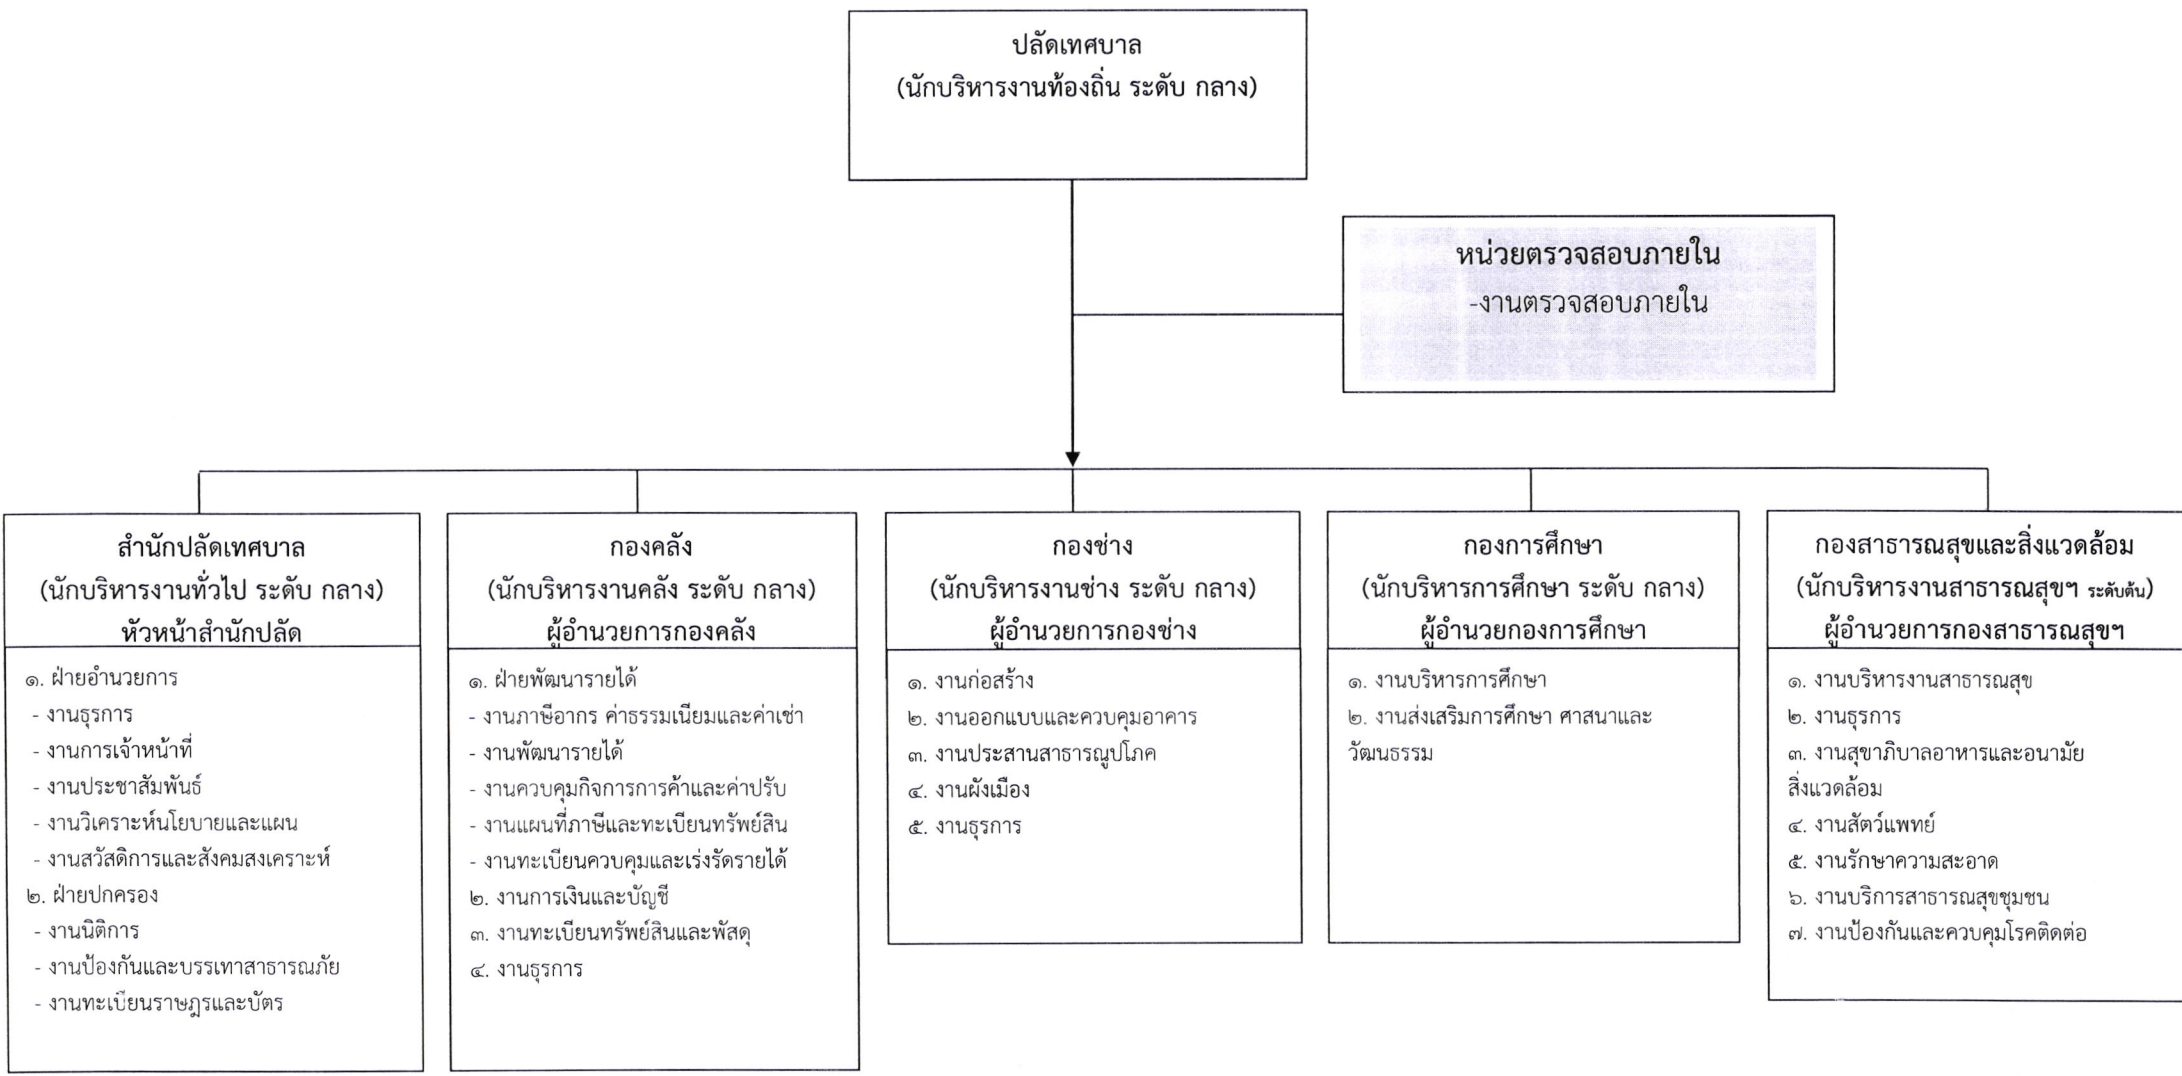 ปลัดเทศบาล
(นักบริหารงานท้องถิ่น ระดับ กลาง)
หน่วยตรวจสอบภายใน
-งานตรวจสอบภายใน
สำนักปลัดเทศบาล
(นักบริหารงานทั่วไป ระดับ กลาง)
หัวหน้าสำนักปลัด
๑. ฝ่ายอำนวยการ
- งานธุรการ
- งานการเจ้าหน้าที่
- งานประชาสัมพันธ์
- งานวิเคราะห์นโยบายและแผน
- งานสวัสดิการและสังคมสงเคราะห์
๒. ฝ่ายปกครอง
- งานนิติการ
- งานป้องกันและบรรเทาสาธารณภัย
- งานทะเบียนราษฎรและบัตร
กองคลัง
(นักบริหารงานคลัง ระดับ กลาง)
ผู้อำนวยการกองคลัง
๑. ฝ่ายพัฒนารายได้
- งานภาษีอากร ค่าธรรมเนียมและค่าเช่า
- งานพัฒนารายได้
- งานควบคุมกิจการการค้าและค่าปรับ
- งานแผนที่ภาษีและทะเบียนทรัพย์สิน
- งานทะเบียนควบคุมและเร่งรัดรายได้
๒. งานการเงินและบัญชี
๓. งานทะเบียนทรัพย์สินและพัสดุ
๔. งานธุรการ
กองช่าง
(นักบริหารงานช่าง ระดับ กลาง)
ผู้อำนวยการกองช่าง
๑. งานก่อสร้าง
๒. งานออกแบบและควบคุมอาคาร
๓. งานประสานสาธารณูปโภค
๔. งานผังเมือง
๕. งานธุรการ
กองการศึกษา
(นักบริหารการศึกษา ระดับ กลาง)
ผู้อำนวยกองการศึกษา
๑. งานบริหารการศึกษา
๒. งานส่งเสริมการศึกษา ศาสนาและ
วัฒนธรรม
กองสาธารณสุขและสิ่งแวดล้อม
(นักบริหารงานสาธารณสุขฯ ระดับต้น)
ผู้อำนวยการกองสาธารณสุขฯ
๑. งานบริหารงานสาธารณสุข
๒. งานธุรการ
๓. งานสุขาภิบาลอาหารและอนามัย
สิ่งแวดล้อม
๔. งานสัตว์แพทย์
๕. งานรักษาความสะอาด
๖. งานบริการสาธารณสุขชุมชน
๗. งานป้องกันและควบคุมโรคติดต่อ